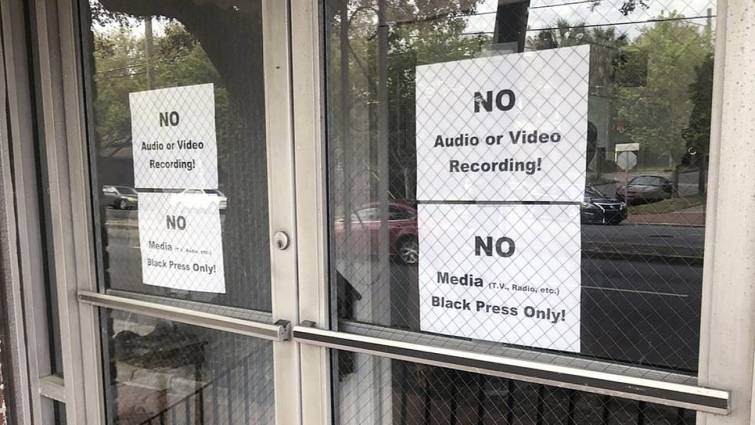 NO
Audio or Video
Recording!
NO
Media (T.V., Radio, etc.)
Black Press Only!
NO
Audio or Video
Recording!
NO
Media (T.V., Radio, etc.)
Black Press Only!